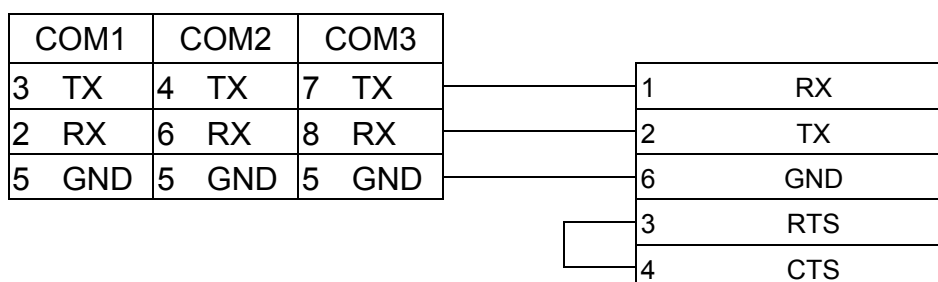 COM1 COM2 COM3
3 TX 4 TX 7 TX
2 RX 6 RX 8 RX
5 GND 5 GND 5 GND
1 RX
2 TX
6 GND
3 RTS
4 CTS